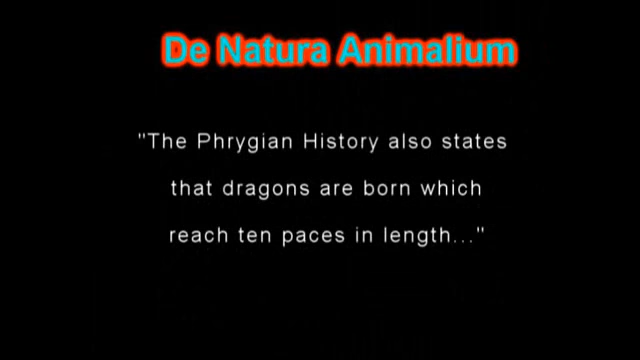 De Natura Animalium
"The Phrygian History also states
that dragons are born which
reach ten paces in length..."